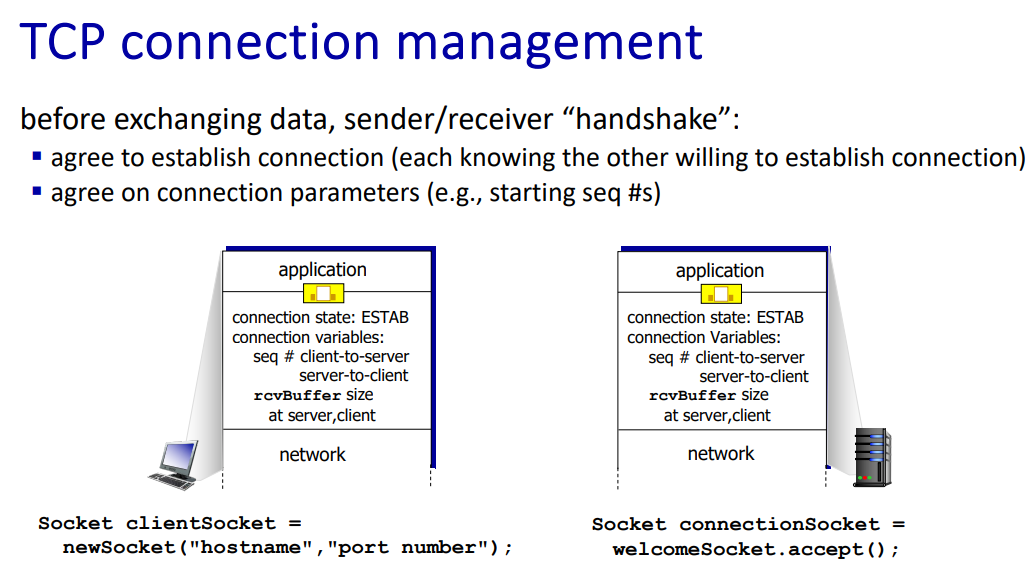 TCP connection management
before exchanging data, sender/receiver “handshake”:
▪ agree to establish connection (each knowing the other willing to establish connection)
▪ agree on connection parameters (e.g., starting seq #s)
application
connection state: ESTAB
connection variables:
seq # client-to-server
server-to-client
rcvBuffer size
at server,client
network
application
connection state: ESTAB
connection Variables:
seq # client-to-server
server-to-client
rcvBuffer size
at server,client
network
Socket clientSocket =
newSocket("hostname","port number");
Socket connectionSocket =
welcomeSocket.accept();